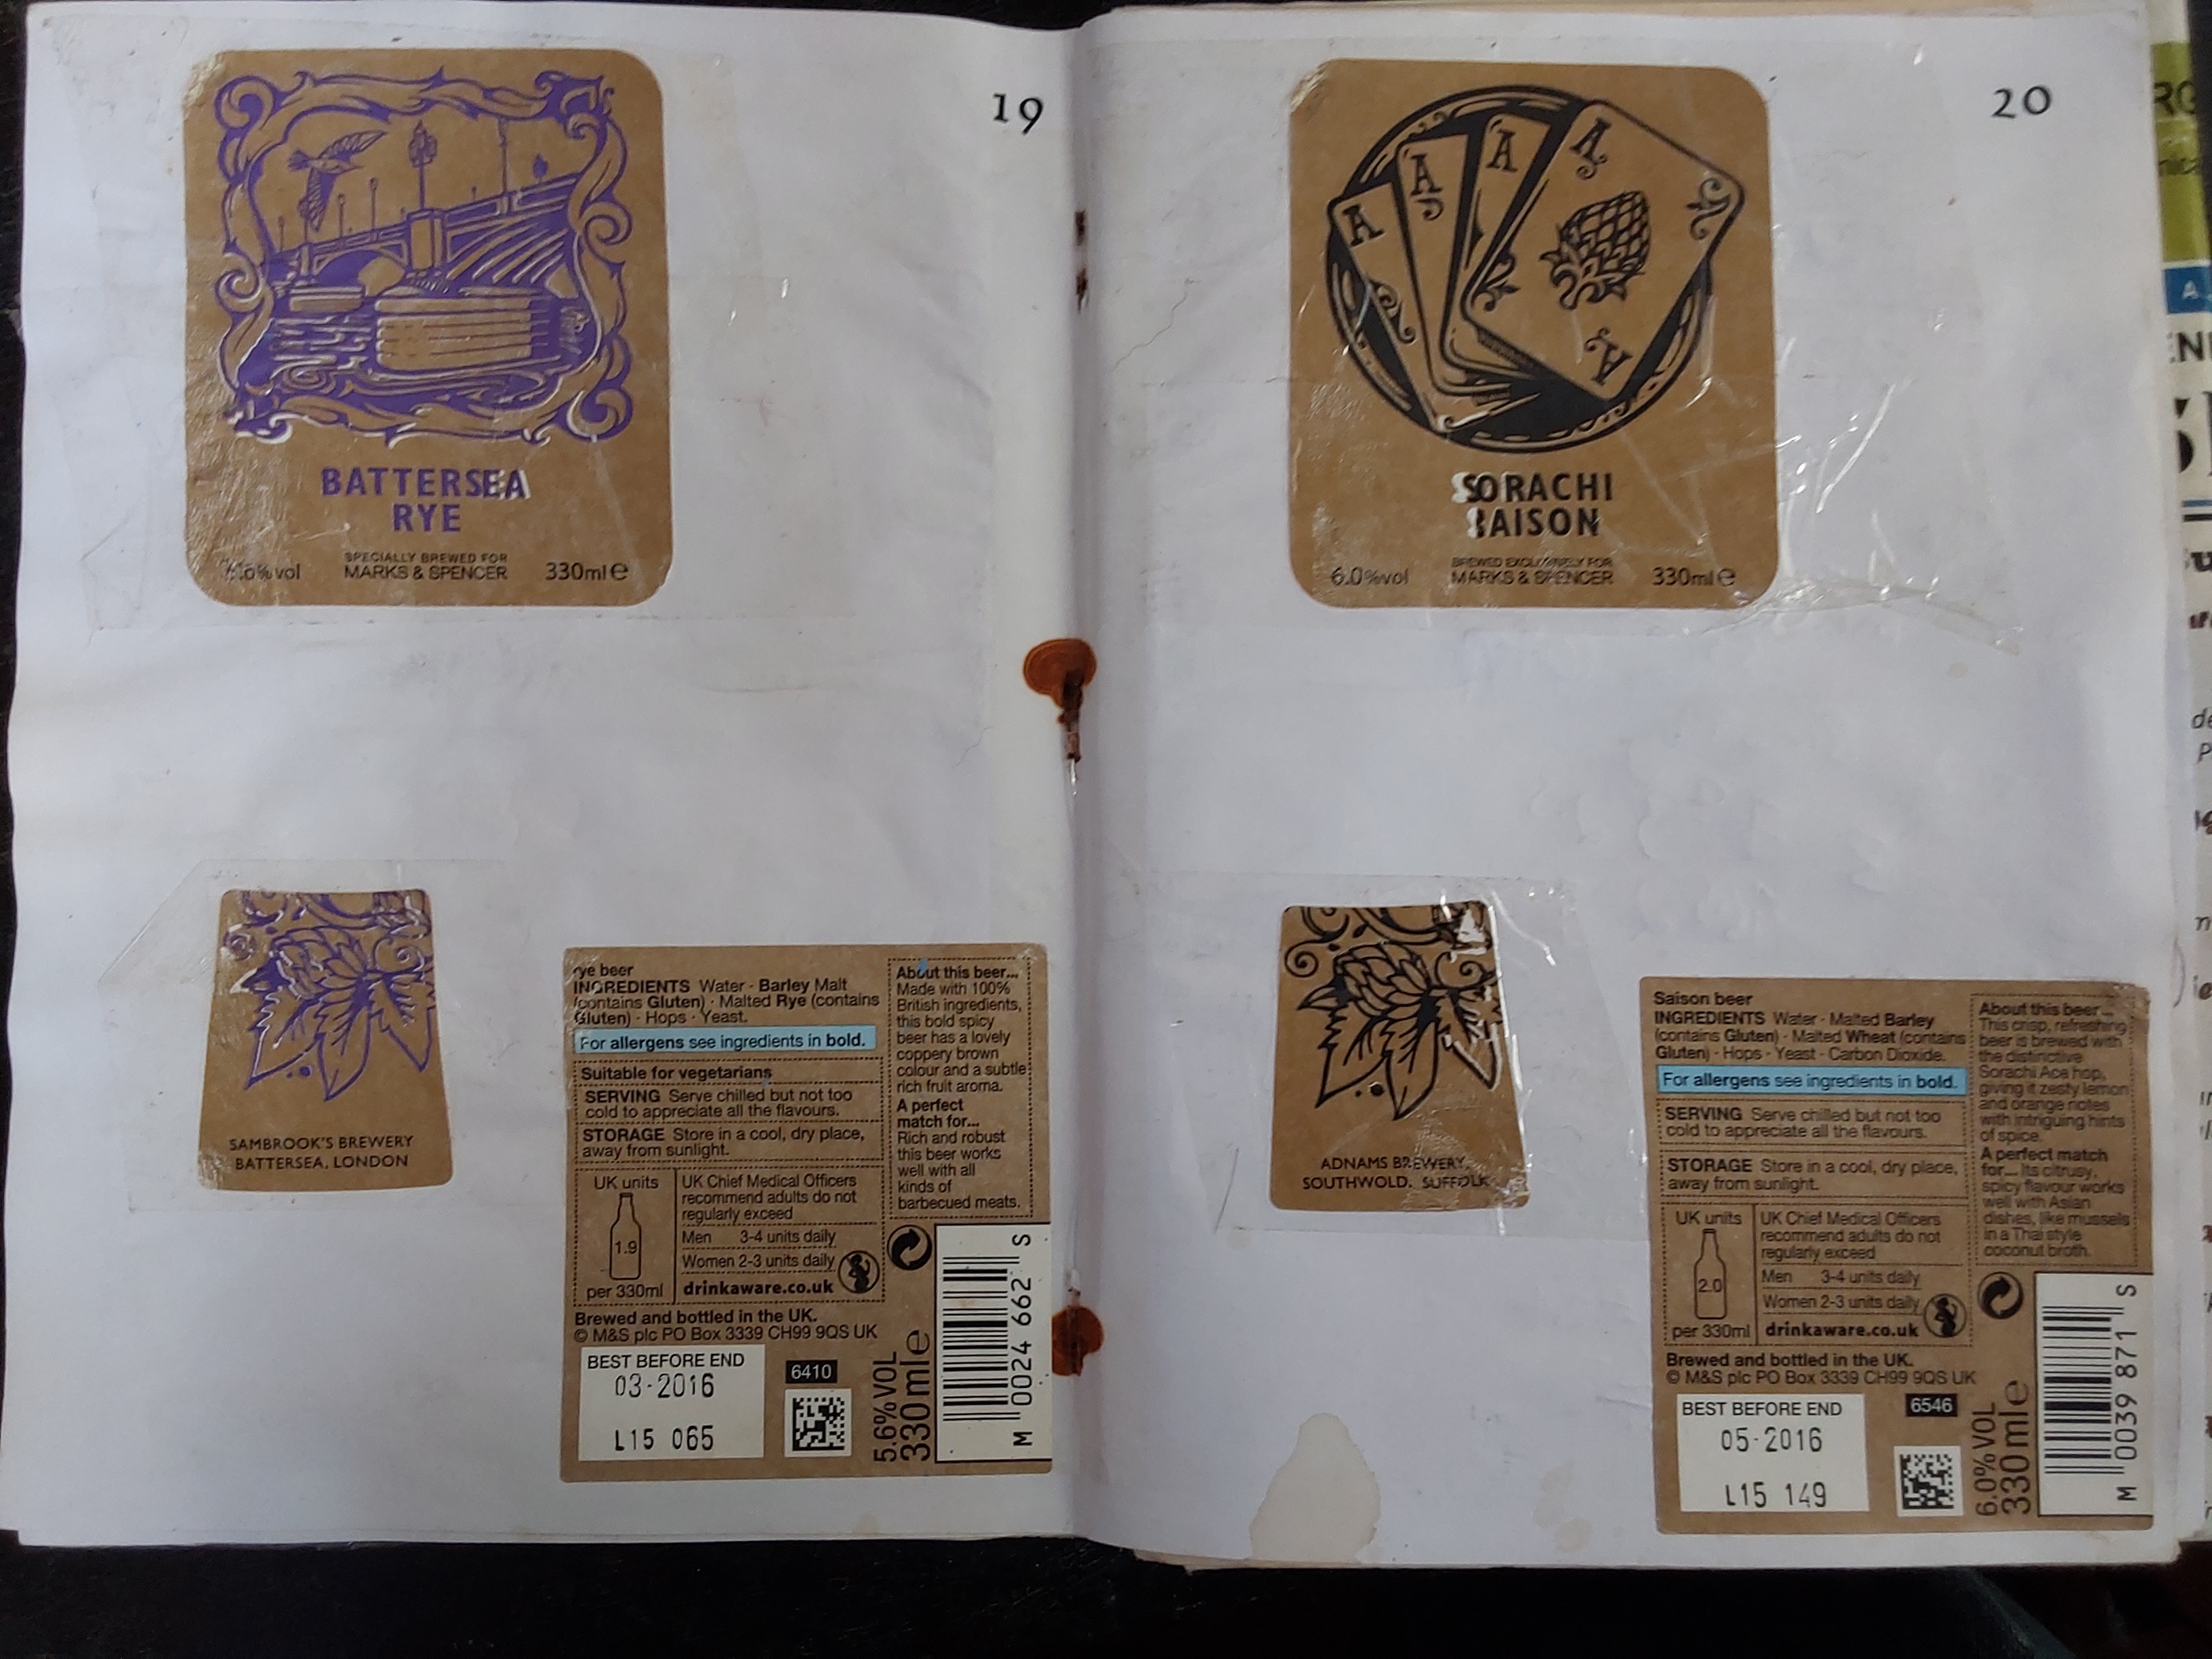 19
BATTERSEA
RYE
SPECIALLY BREWED FOR
MARKS & SPENCER
330ml e
SAMBROOK'S BREWERY
BATTERSEA, LONDON
rye beer
INGREDIENTS Water · Barley Malt
(contains Gluten) · Malted Rye (contains
Gluten) · Hops · Yeast.
For allergens see ingredients in bold.
Suitable for vegetarians
SERVING Serve chilled but not too
cold to appreciate all the flavours.
STORAGE Store in a cool, dry place,
away from sunlight.
UK units
1.9
per 330ml
UK Chief Medical Officers
recommend adults do not
regularly exceed
Men 3-4 units daily
Women 2-3 units daily
drinkaware.co.uk
Brewed and bottled in the UK.
© M&S plc PO Box 3339 CH99 9QS UK
BEST BEFORE END
03-2016
L15 065
6410
About this beer...
Made with 100%
British ingredients,
this bold spicy
beer has a lovely
coppery brown
colour and a subtle
rich fruit aroma.
A perfect
match for...
Rich and robust
this beer works
well with all
kinds of
barbecued meats.
5.6% VOL
330ml e
M 0024 662 S
20
A
A
A
A
A
SORACHI
SAISON
6.0%vol
BREWED EXCLUSIVELY FOR
MARKS & SPENCER
330ml e
ADNAMS BREWERY,
SOUTHWOLD, SUFFOLK
Saison beer
INGREDIENTS Water · Malted Barley
(contains Gluten) · Malted Wheat (contains
Gluten) · Hops · Yeast · Carbon Dioxide.
For allergens see ingredients in bold.
SERVING Serve chilled but not too
cold to appreciate all the flavours.
STORAGE Store in a cool, dry place,
away from sunlight.
UK units
2.0
per 330ml
UK Chief Medical Officers
recommend adults do not
regularly exceed
Men 3-4 units daily
Women 2-3 units daily
drinkaware.co.uk
Brewed and bottled in the UK.
© M&S plc PO Box 3339 CH99 9QS UK
BEST BEFORE END
05-2016
L15 149
6546
About this beer...
This crisp, refreshing
beer is brewed with
the distinctive
Sorachi Ace hop,
giving it zesty lemon
and orange notes
with intriguing hints
of spice.
A perfect match
for... Its citrusy,
spicy flavour works
well with Asian
dishes, like mussels
in a Thai style
coconut broth.
6.0% VOL
330ml e
M 0039 871 S